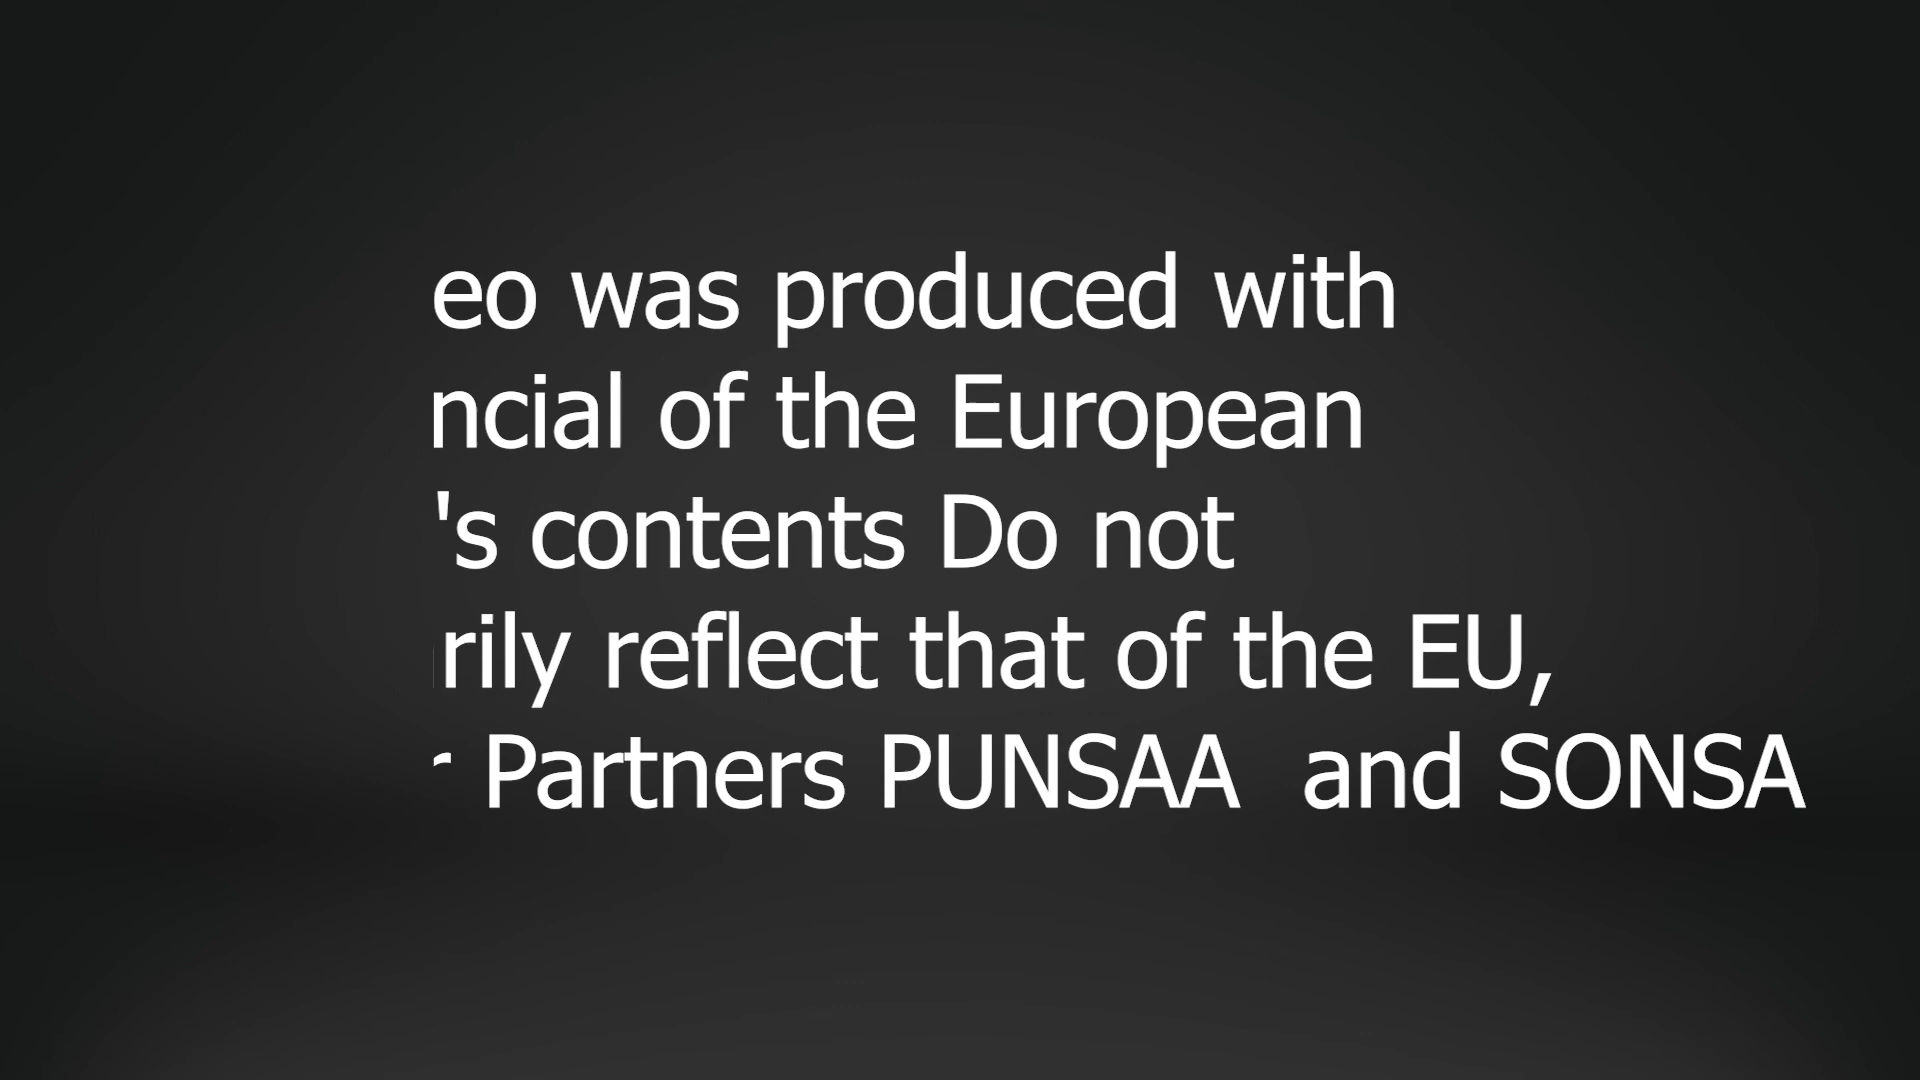 eo was produced with
ncial of the European
's contents Do not
rily reflect that of the EU,
r Partners PUNSAA and SONSA